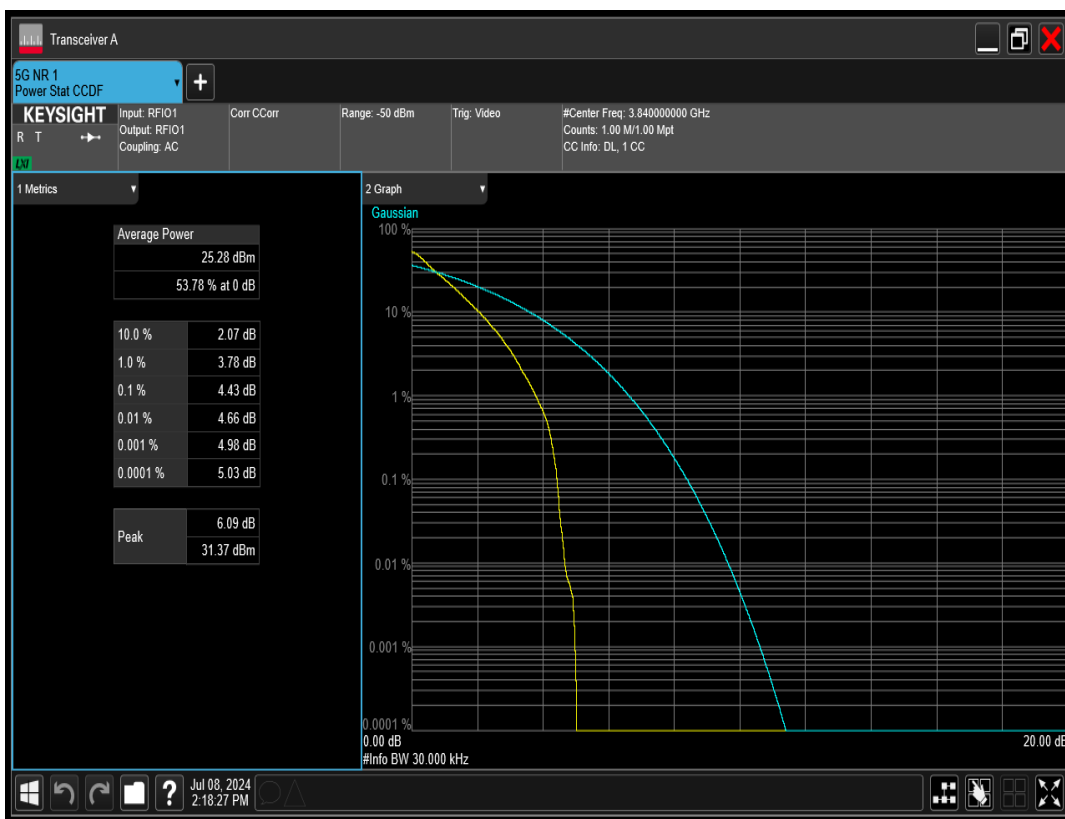 Transceiver A
5G NR 1
Power Stat CCDF
+
KEYSIGHT
R T
LXI
Input: RFIO1
Output: RFIO1
Coupling: AC
Corr CCorr
Range: -50 dBm
Trig: Video
#Center Freq: 3.840000000 GHz
Counts: 1.00 M/1.00 Mpt
CC Info: DL, 1 CC
1 Metrics
Average Power
25.28 dBm
53.78 % at 0 dB
10.0 % 2.07 dB
1.0 % 3.78 dB
0.1 % 4.43 dB
0.01 % 4.66 dB
0.001 % 4.98 dB
0.0001 % 5.03 dB
Peak
6.09 dB
31.37 dBm
2 Graph
Gaussian
100 %
10 %
1 %
0.1 %
0.01 %
0.001 %
0.0001 %
0.00 dB 20.00 dB
#Info BW 30.000 kHz
?
Jul 08, 2024
2:18:27 PM